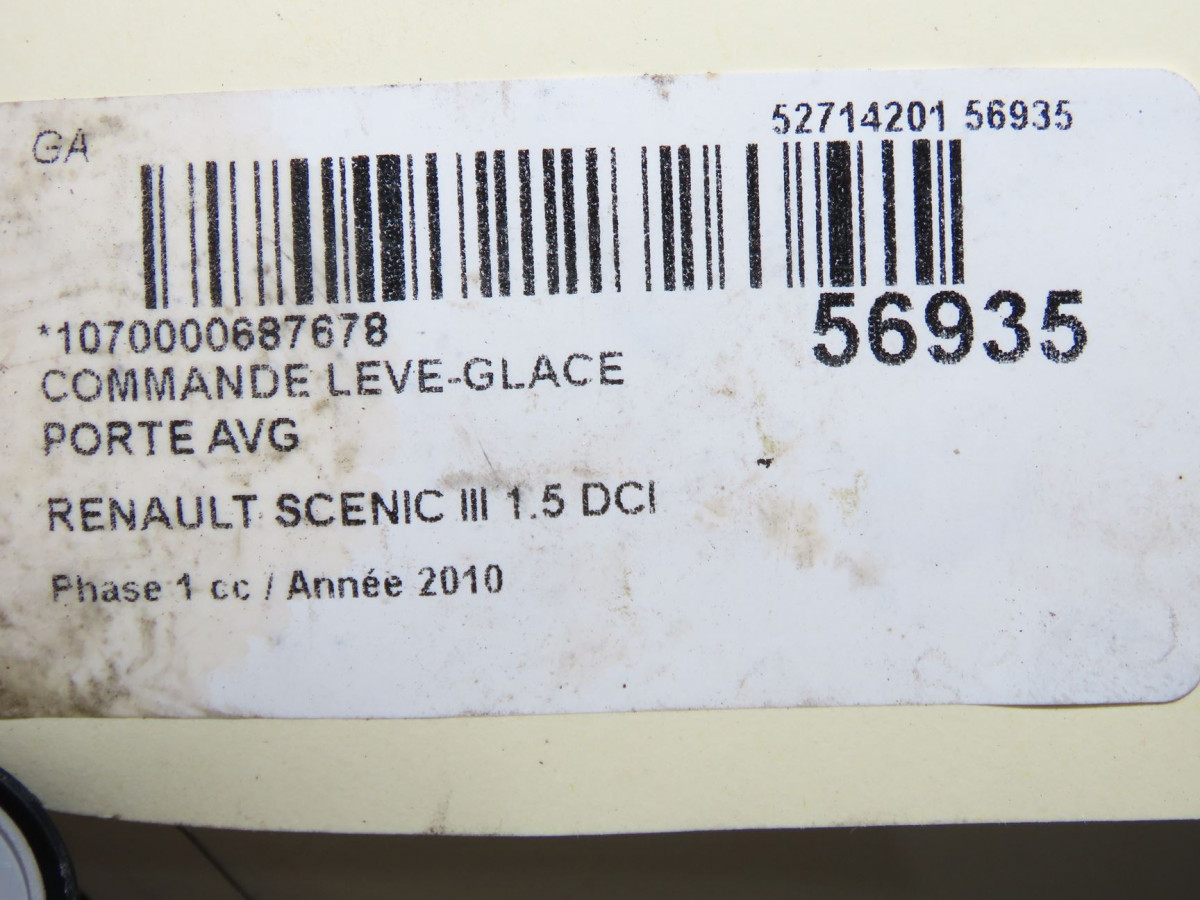 GA
52714201 56935
*1070000687678
56935
COMMANDE LEVE-GLACE
PORTE AVG
RENAULT SCENIC III 1.5 DCI
Phase 1 cc / Année 2010